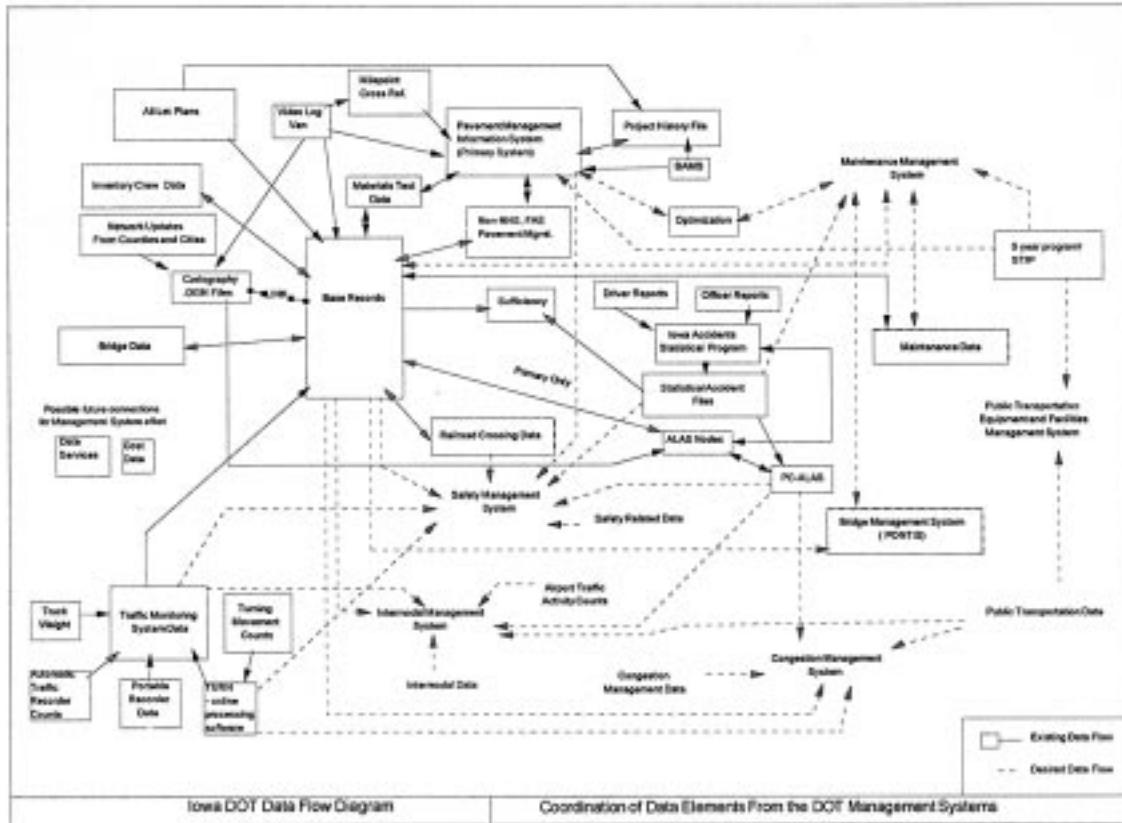 All Let Plans
Video Log
Van
Milepoint
Cross Ref.
Pavement Management
Information System
(Primary System)
Project History File
BAMS
Maintenance Management
System
Inventory Crew Data
Materials Test
Data
Non-NHS, FAS
Pavement Mgmt.
Optimization
Network Updates
From Counties and Cities
5 year program/
STIP
Cartography
Files
LINK
Base Records
Sufficiency
Driver Reports
Officer Reports
Iowa Accidents
Statistical Program
Maintenance Data
Bridge Data
Primary Only
Statistical Accident
Files
Possible future connections
for Management System effort
Data
Services
Cost
Data
Railroad Crossing Data
ALAS Nodes
Public Transportation
Equipment and Facilities
Management System
PC-ALAS
Safety Management
System
Safety Related Data
Bridge Management System
(PONTIS)
Truck
Weight
Traffic Monitoring
System Data
Turning
Movement
Counts
Airport Traffic
Activity Counts
Intermodal Management
System
Public Transportation Data
Automatic
Traffic
Recorder
Counts
Portable
Recorder
Data
- online
processing
software
Intermodal Data
Congestion
Management Data
Congestion Management
System
Existing Data Flow
Desired Data Flow
Iowa DOT Data Flow Diagram
Coordination of Data Elements From the DOT Management Systems